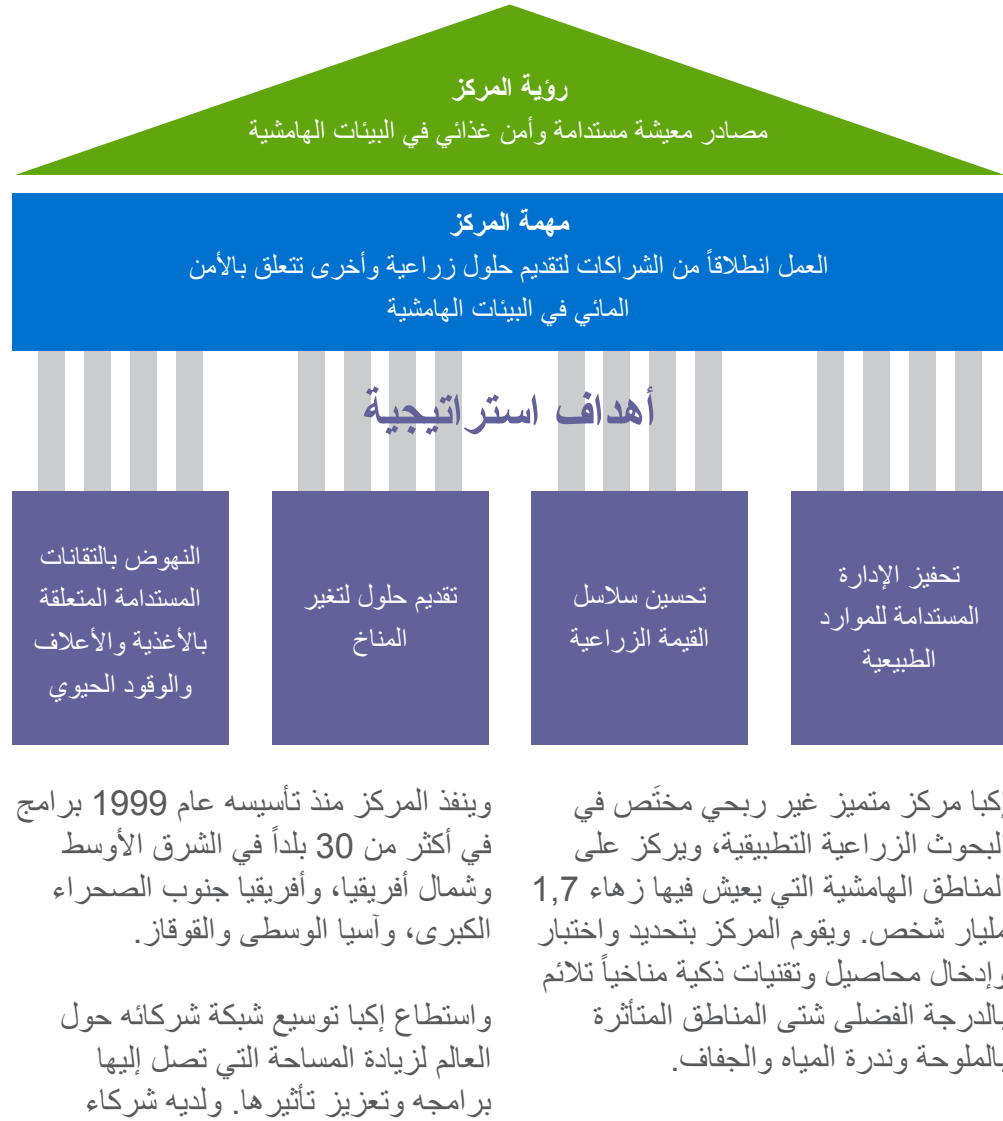 رؤية المركز
مصادر معيشة مستدامة وأمن غذائي في البيئات الهامشية
مهمة المركز
العمل انطلاقاً من الشراكات لتقديم حلول زراعية وأخرى تتعلق بالأمن
المائي في البيئات الهامشية
أهداف استراتيجية
تحفيز الإدارة
المستدامة للموارد
الطبيعية
تحسين سلاسل
القيمة الزراعية
تقديم حلول لتغير
المناخ
النهوض بالتقانات
المستدامة المتعلقة
بالأغذية والأعلاف
والوقود الحيوي
إكبا مركز متميز غير ربحي مختَص في
البحوث الزراعية التطبيقية، ويركز على
المناطق الهامشية التي يعيش فيها زهاء 1,7
مليار شخص. ويقوم المركز بتحديد واختبار
وإدخال محاصيل وتقنيات ذكية مناخياً تلائم
بالدرجة الفضلى شتى المناطق المتأثرة
بالملوحة وندرة المياه والجفاف.
وينفذ المركز منذ تأسيسه عام 1999 برامج
في أكثر من 30 بلداً في الشرق الأوسط
وشمال أفريقيا، وأفريقيا جنوب الصحراء
الكبرى، وآسيا الوسطى والقوقاز.
واستطاع إكبا توسيع شبكة شركائه حول
العالم لزيادة المساحة التي تصل إليها
برامجه وتعزيز تأثيرها. ولديه شركاء